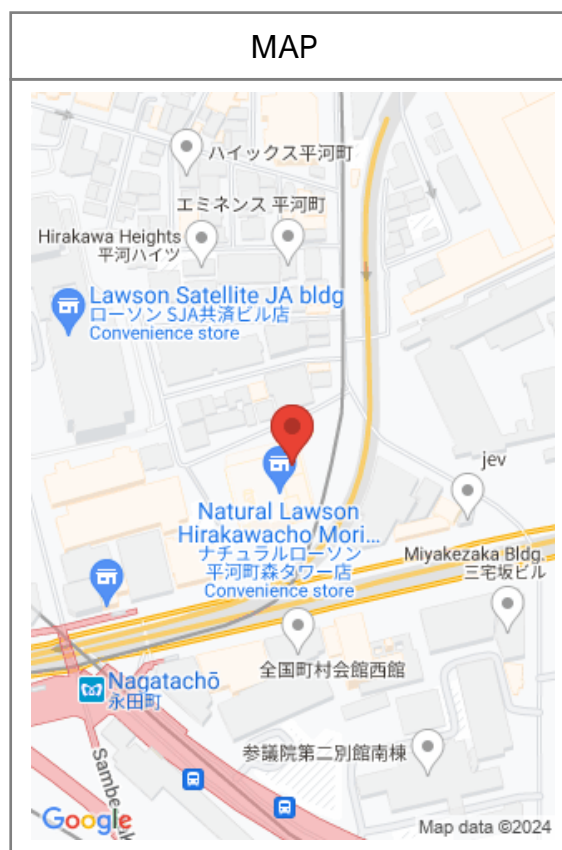 MAP
ハイックス平河町
エミネンス 平河町
Hirakawa Heights
平河ハイツ
Lawson Satellite JA bldg
ローソン SJA共済ビル店
Convenience store
jev
Natural Lawson
Hirakawacho Mori...
ナチュラルローソン
平河町森タワー店
Convenience store
Miyakezaka Bldg.
三宅坂ビル
全国町村会館西館
Nagatachō
永田町
参議院第二別館南棟
Google
Map data ©2024